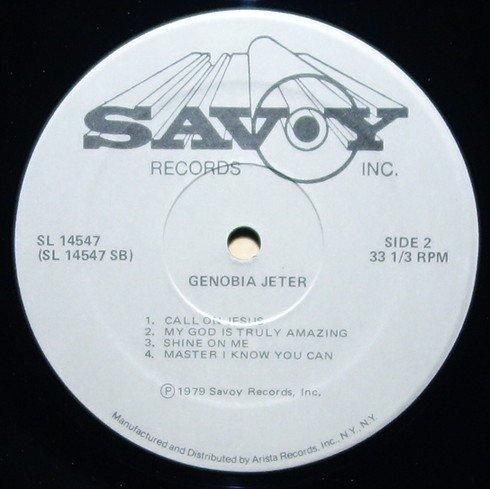 SAVOY
RECORDS INC.
SL 14547
(SL 14547 SB)
SIDE 2
33 1/3 RPM
GENOBIA JETER
1. CALL ON JESUS
2. MY GOD IS TRULY AMAZING
3. SHINE ON ME
4. MASTER I KNOW YOU CAN
Ⓟ 1979 Savoy Records, Inc.
Manufactured and Distributed by Arista Records, Inc., N.Y., N.Y.